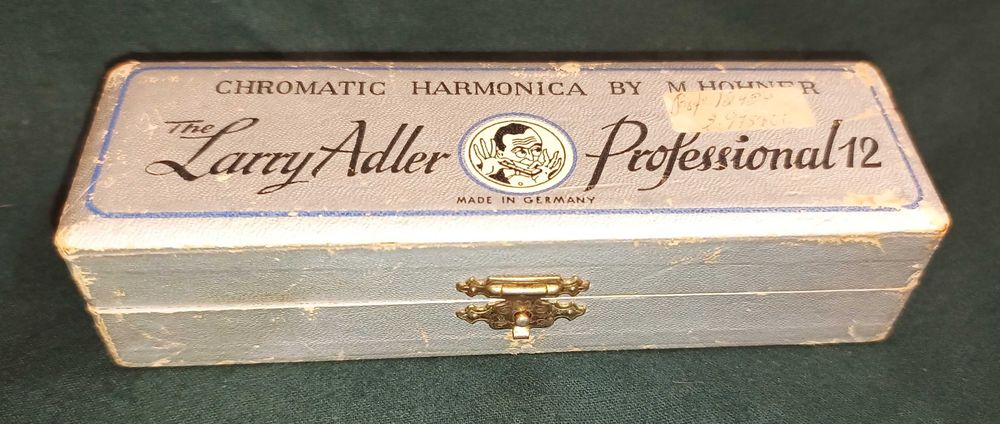 CHROMATIC HARMONICA BY M. HOHNER
The Larry Adler Professional 12
MADE IN GERMANY